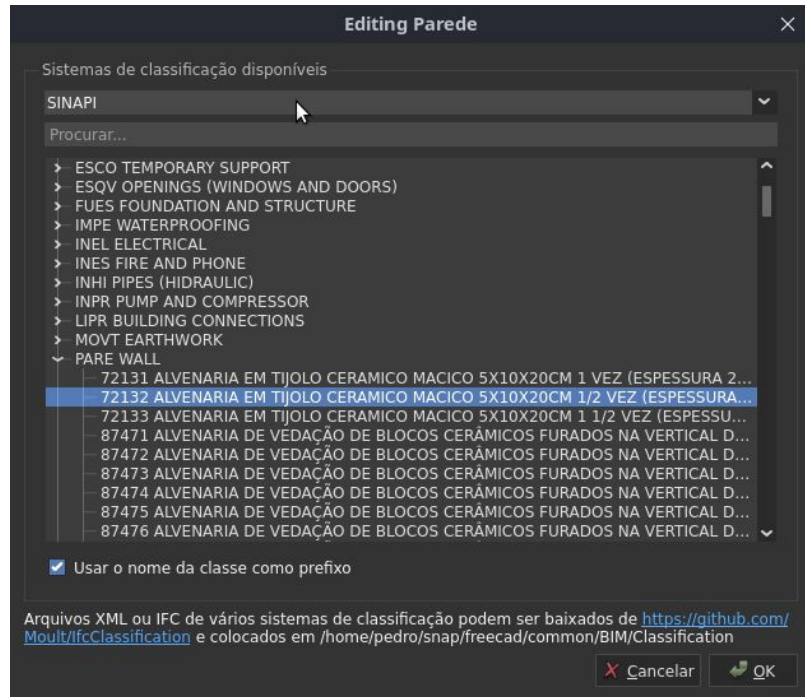 Editing Parede
Sistemas de classificação disponíveis
SINAPI
Procurar...
ESCO TEMPORARY SUPPORT
ESQV OPENINGS (WINDOWS AND DOORS)
FUES FOUNDATION AND STRUCTURE
IMPE WATERPROOFING
INEL ELECTRICAL
INES FIRE AND PHONE
INHI PIPES (HIDRAULIC)
INPR PUMP AND COMPRESSOR
LIPR BUILDING CONNECTIONS
MOVT EARTHWORK
PARE WALL
72131 ALVENARIA EM TIJOLO CERAMICO MACICO 5X10X20CM 1 VEZ (ESPESSURA 2...
72132 ALVENARIA EM TIJOLO CERAMICO MACICO 5X10X20CM 1/2 VEZ (ESPESSURA...
72133 ALVENARIA EM TIJOLO CERAMICO MACICO 5X10X20CM 1 1/2 VEZ (ESPESSU...
87471 ALVENARIA DE VEDAÇÃO DE BLOCOS CERÂMICOS FURADOS NA VERTICAL D...
87472 ALVENARIA DE VEDAÇÃO DE BLOCOS CERÂMICOS FURADOS NA VERTICAL D...
87473 ALVENARIA DE VEDAÇÃO DE BLOCOS CERÂMICOS FURADOS NA VERTICAL D...
87474 ALVENARIA DE VEDAÇÃO DE BLOCOS CERÂMICOS FURADOS NA VERTICAL D...
87475 ALVENARIA DE VEDAÇÃO DE BLOCOS CERÂMICOS FURADOS NA VERTICAL D...
87476 ALVENARIA DE VEDAÇÃO DE BLOCOS CERÂMICOS FURADOS NA VERTICAL D...
Usar o nome da classe como prefixo
Arquivos XML ou IFC de vários sistemas de classificação podem ser baixados de https://github.com/
Moult/IfcClassification e colocados em /home/pedro/snap/freecad/common/BIM/Classification
Cancelar
OK